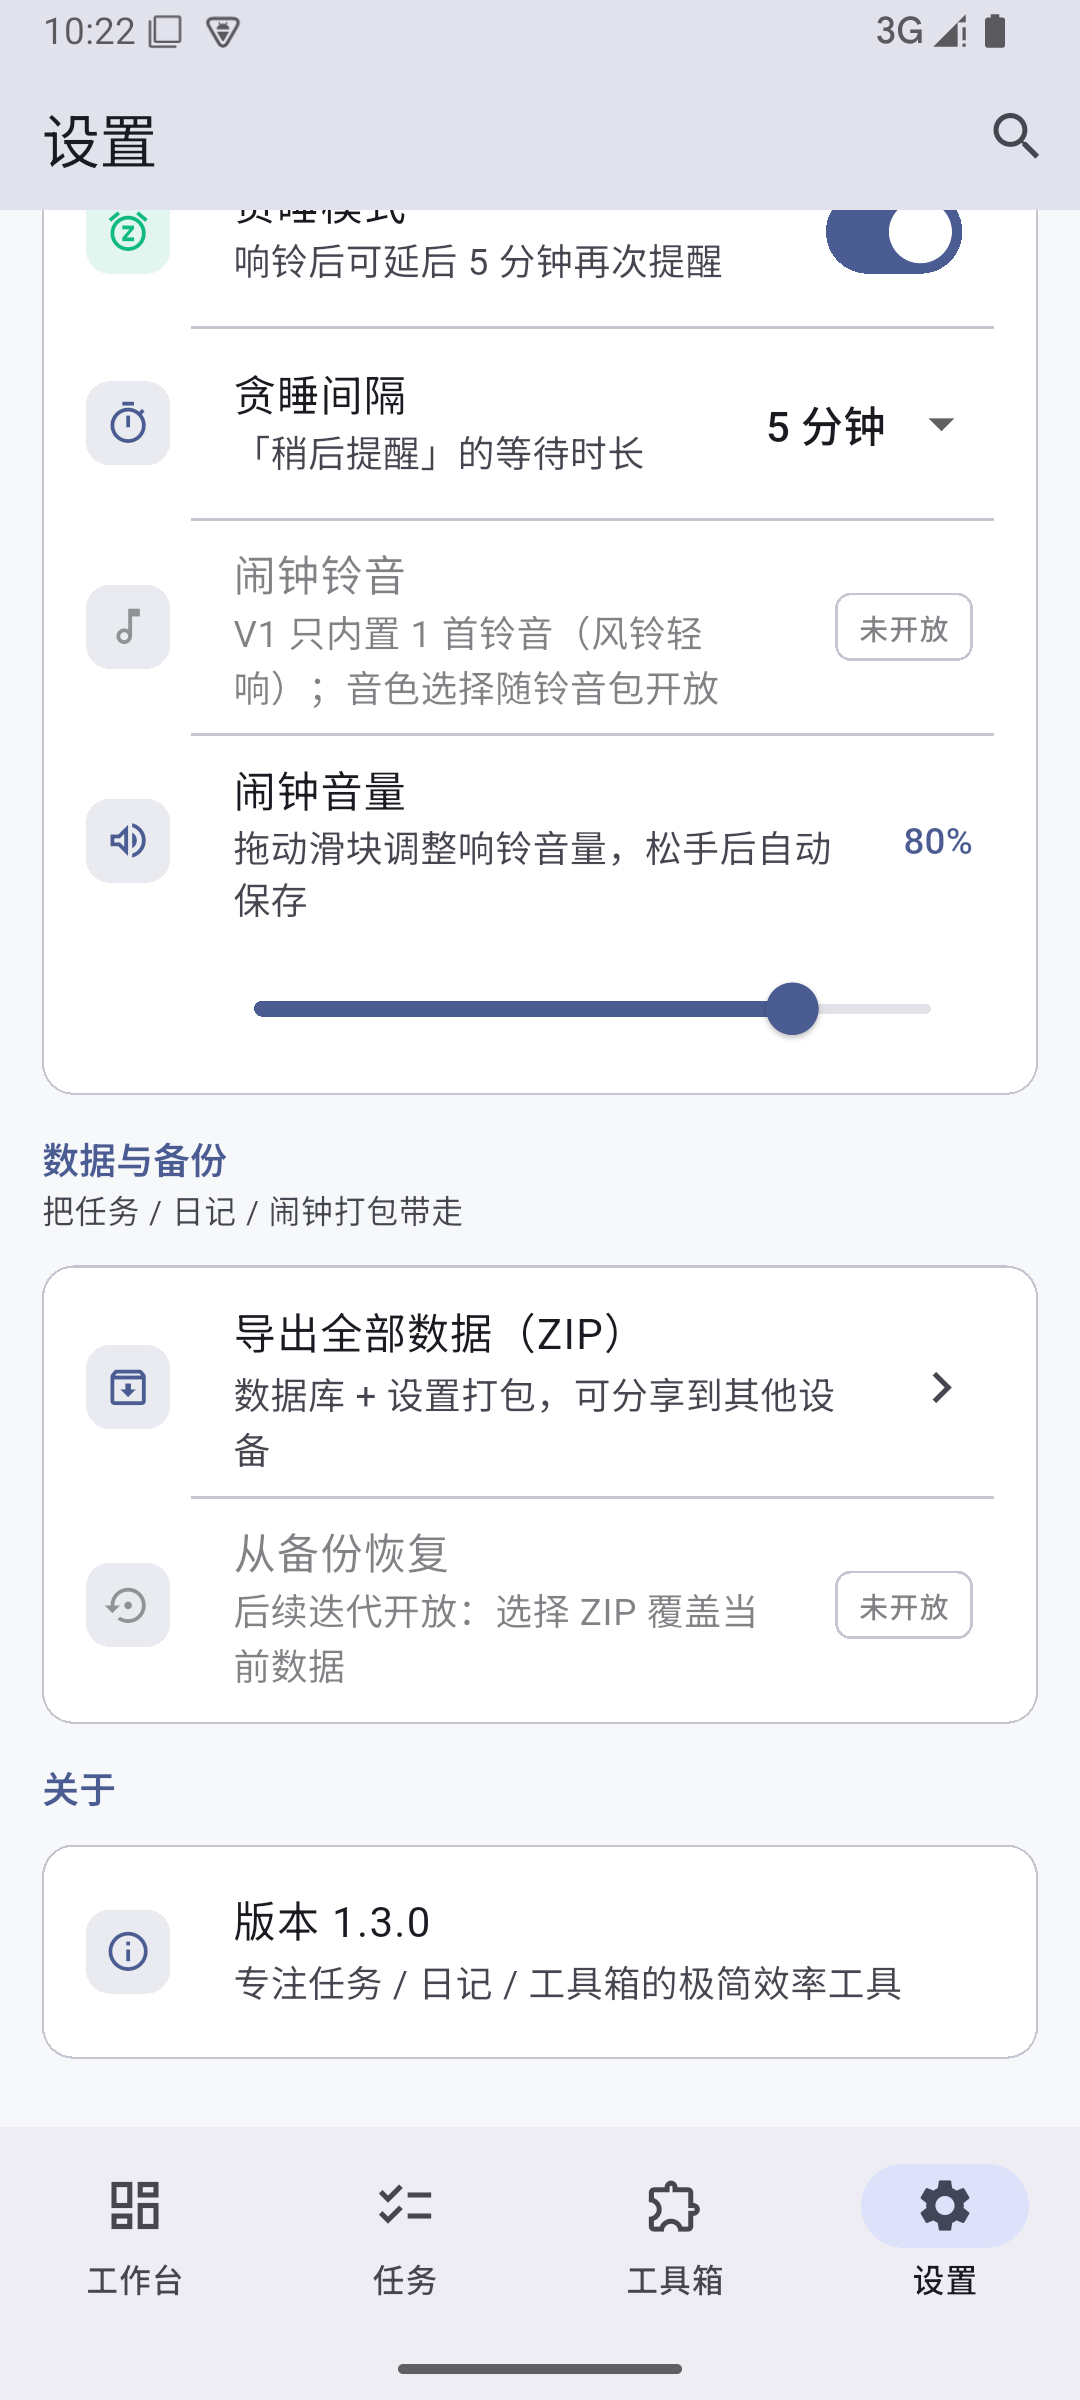 10:22
3G
设置
贪睡模式
响铃后可延后 5 分钟再次提醒
贪睡间隔
「稍后提醒」的等待时长
5 分钟
闹钟铃音
V1 只内置 1 首铃音（风铃轻
响）；音色选择随铃音包开放
未开放
闹钟音量
拖动滑块调整响铃音量，松手后自动
保存
80%
数据与备份
把任务 / 日记 / 闹钟打包带走
导出全部数据（ZIP）
数据库 + 设置打包，可分享到其他设
备
从备份恢复
后续迭代开放：选择 ZIP 覆盖当
前数据
未开放
关于
版本 1.3.0
专注任务 / 日记 / 工具箱的极简效率工具
工作台
任务
工具箱
设置